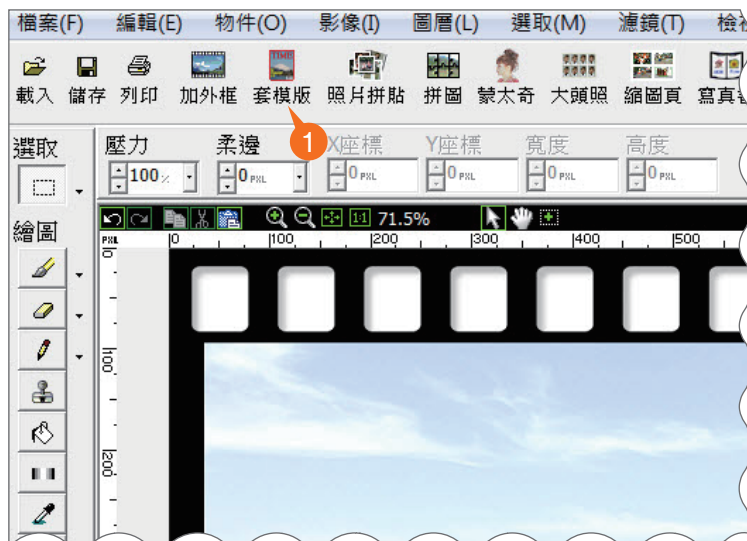 檔案(F) 編輯(E) 物件(O) 影像(I) 圖層(L) 選取(M) 濾鏡(T)
TIME
載入 儲存 列印 加外框 套模版 照片拼貼 拼圖 蒙太奇 大頭照 縮圖頁 寫真
1
選取 壓力 柔邊 X座標 Y座標 寬度 高度
100% 0 PXL 0 PXL 0 PXL 0 PXL 0 PXL
繪圖
1:1 71.5%
PXL 0 100 200 300 400 500
0
100
200